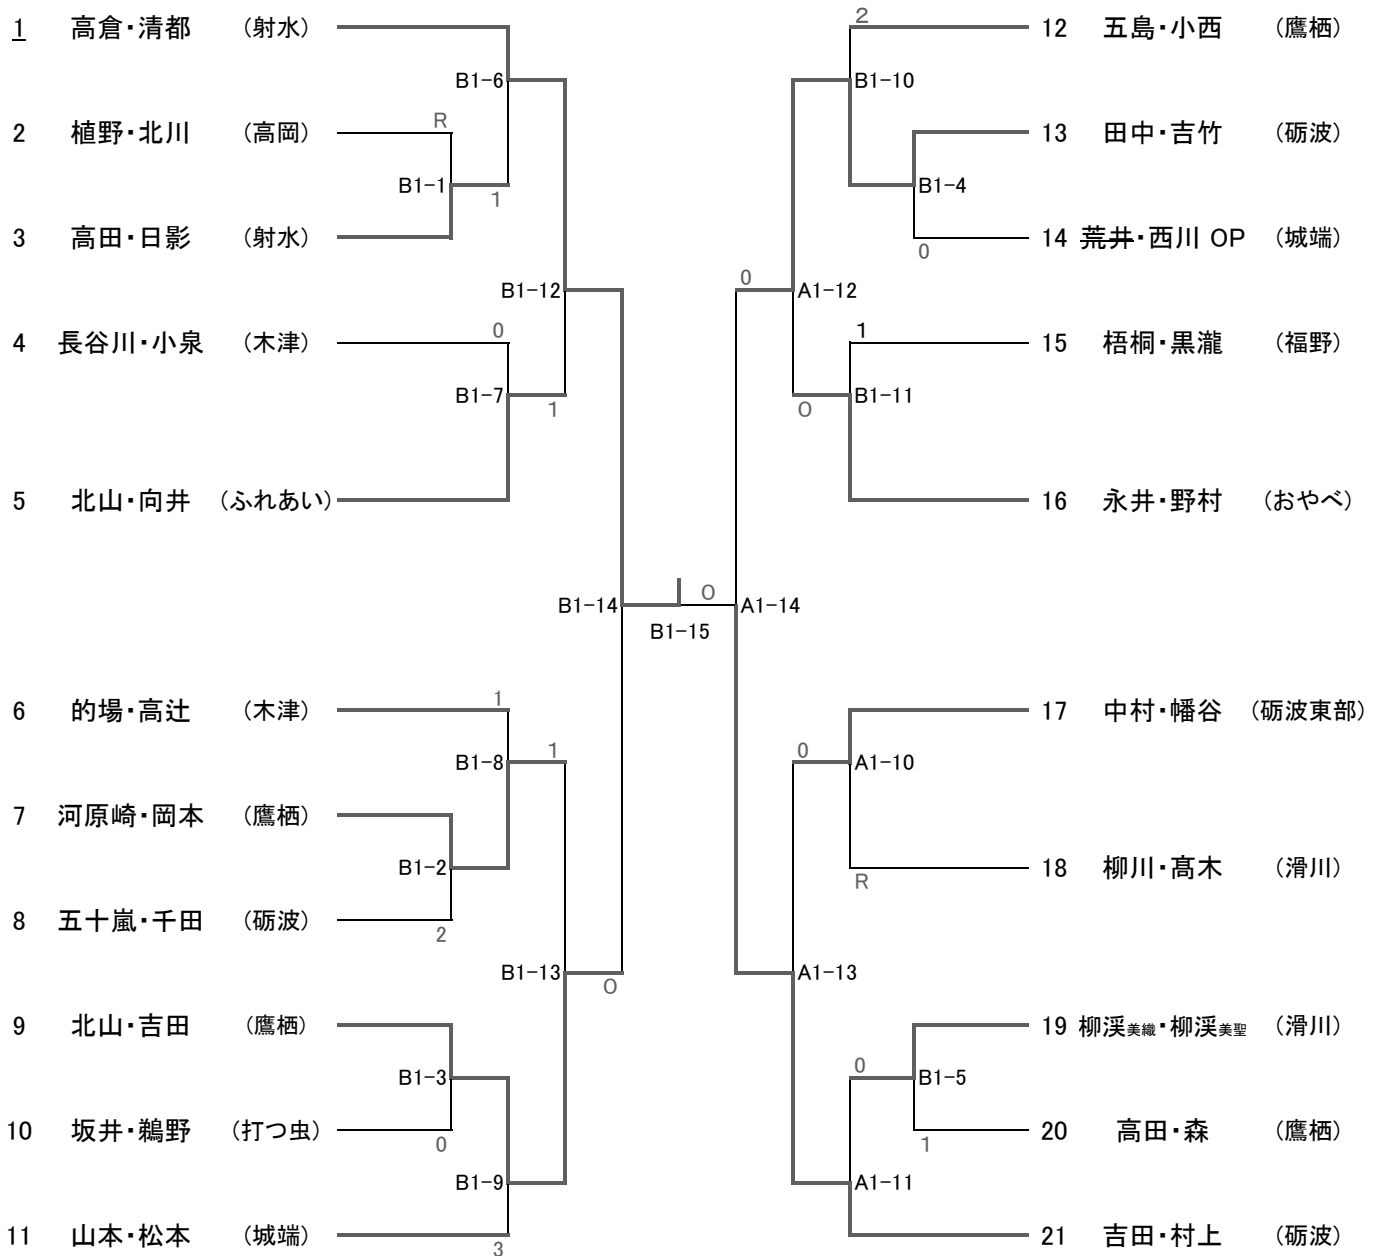 1 高倉・清都 (射水)
B1-6
2 植野・北川 (高岡)
R
B1-1
1
3 高田・日影 (射水)
B1-12
4 長谷川・小泉 (木津)
0
B1-7
1
5 北山・向井 (ふれあい)
B1-14
6 的場・高辻 (木津)
1
B1-8
1
7 河原崎・岡本 (鷹栖)
B1-2
8 五十嵐・千田 (砺波)
2
B1-13
0
9 北山・吉田 (鷹栖)
B1-3
10 坂井・鵜野 (打つ虫)
0
B1-9
11 山本・松本 (城端)
3
B1-15
0
2
12 五島・小西 (鷹栖)
B1-10
13 田中・吉竹 (砺波)
B1-4
14 荒井・西川 OP (城端)
0
0
A1-12
1
15 梧桐・黒瀧 (福野)
B1-11
0
16 永井・野村 (おやべ)
A1-14
17 中村・幡谷 (砺波東部)
0
A1-10
18 柳川・髙木 (滑川)
R
A1-13
19 柳渓美織・柳渓美聖 (滑川)
0
B1-5
20 高田・森 (鷹栖)
1
A1-11
21 吉田・村上 (砺波)